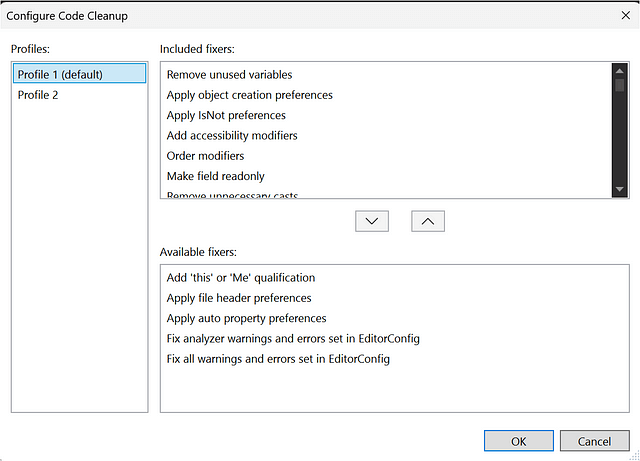 Configure Code Cleanup
Profiles:
Profile 1 (default)
Profile 2
Included fixers:
Remove unused variables
Apply object creation preferences
Apply IsNot preferences
Add accessibility modifiers
Order modifiers
Make field readonly
Remove unnecessary casts
Available fixers:
Add 'this' or 'Me' qualification
Apply file header preferences
Apply auto property preferences
Fix analyzer warnings and errors set in EditorConfig
Fix all warnings and errors set in EditorConfig
OK
Cancel